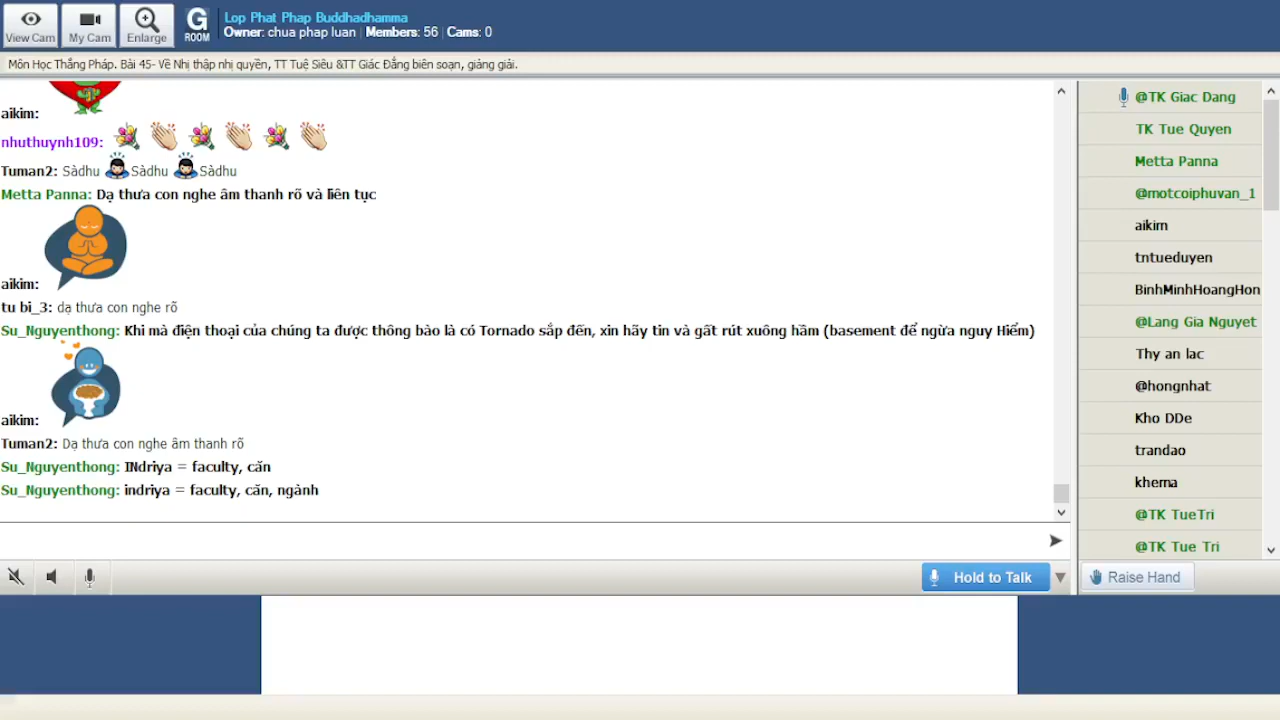 View Cam
My Cam
Enlarge
G
ROOM
Lop Phat Phap Buddhadhamma
Owner: chua phap luan | Members: 56 | Cams: 0
Môn Học Thắng Pháp. Bài 45- Về Nhị thập nhị quyền, TT Tuệ Siêu &TT Giác Đẳng biên soạn, giảng giải.
aikim:
nhuthuynh109:
Tuman2: Sàdhu Sàdhu Sàdhu
Metta Panna: Dạ thưa con nghe âm thanh rõ và liên tục
aikim:
tu bi_3: dạ thưa con nghe rõ
Su_Nguyenthong: Khi mà điện thoại của chúng ta được thông bào là có Tornado sắp đến, xin hãy tin và gất rút xuông hầm (basement để ngừa nguy Hiểm)
aikim:
Tuman2: Dạ thưa con nghe âm thanh rõ
Su_Nguyenthong: INdriya = faculty, căn
Su_Nguyenthong: indriya = faculty, căn, ngành
Hold to Talk
@TK Giac Dang
TK Tue Quyen
Metta Panna
@motcoiphuvan_1
aikim
tntueduyen
BinhMinhHoangHon
@Lang Gia Nguyet
Thy an lac
@hongnhat
Kho DDe
trandao
khema
@TK TueTri
@TK Tue Tri
Raise Hand